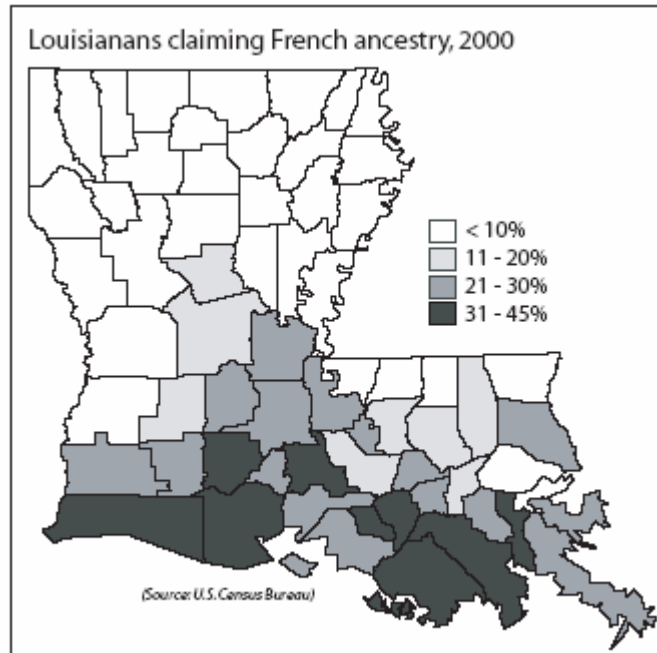 Louisianans claiming French ancestry, 2000
< 10%
11 - 20%
21 - 30%
31 - 45%
(Source: U.S. Census Bureau)